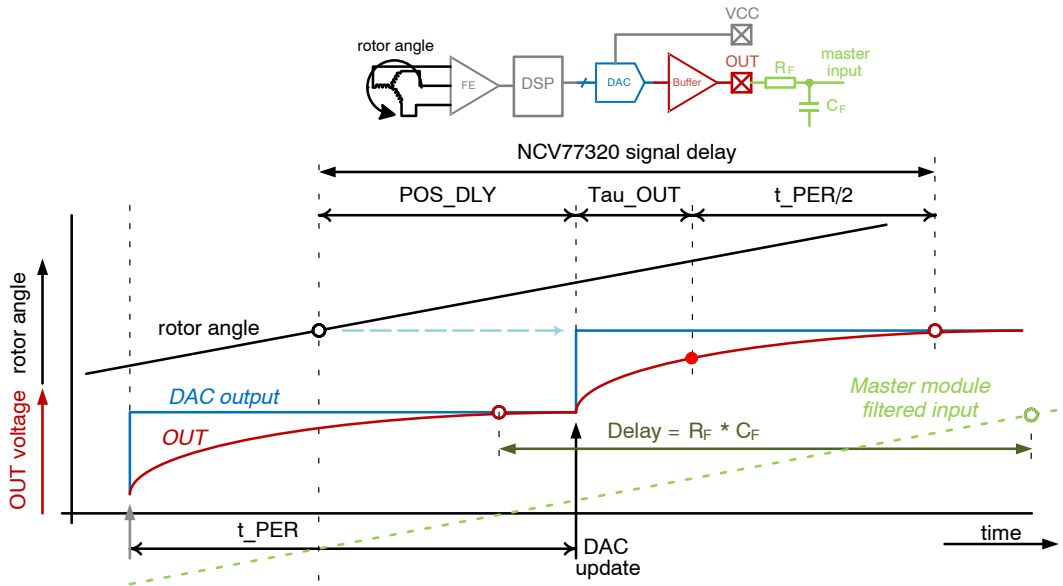 VCC
rotor angle
OUT
master
input
FE
DSP
DAC
Buffer
RF
CF
NCV77320 signal delay
POS_DLY
Tau_OUT
t_PER/2
rotor angle
rotor angle
DAC output
OUT
Master module
filtered input
OUT voltage
Delay = RF * CF
t_PER
DAC
update
time